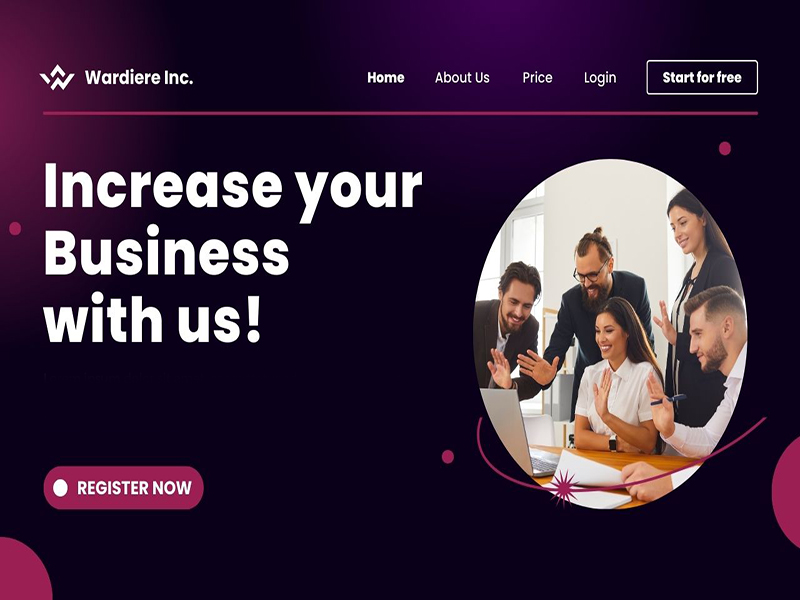 Wardiere Inc.
Home
About Us
Price
Login
Start for free
Increase your
Business
with us!
REGISTER NOW